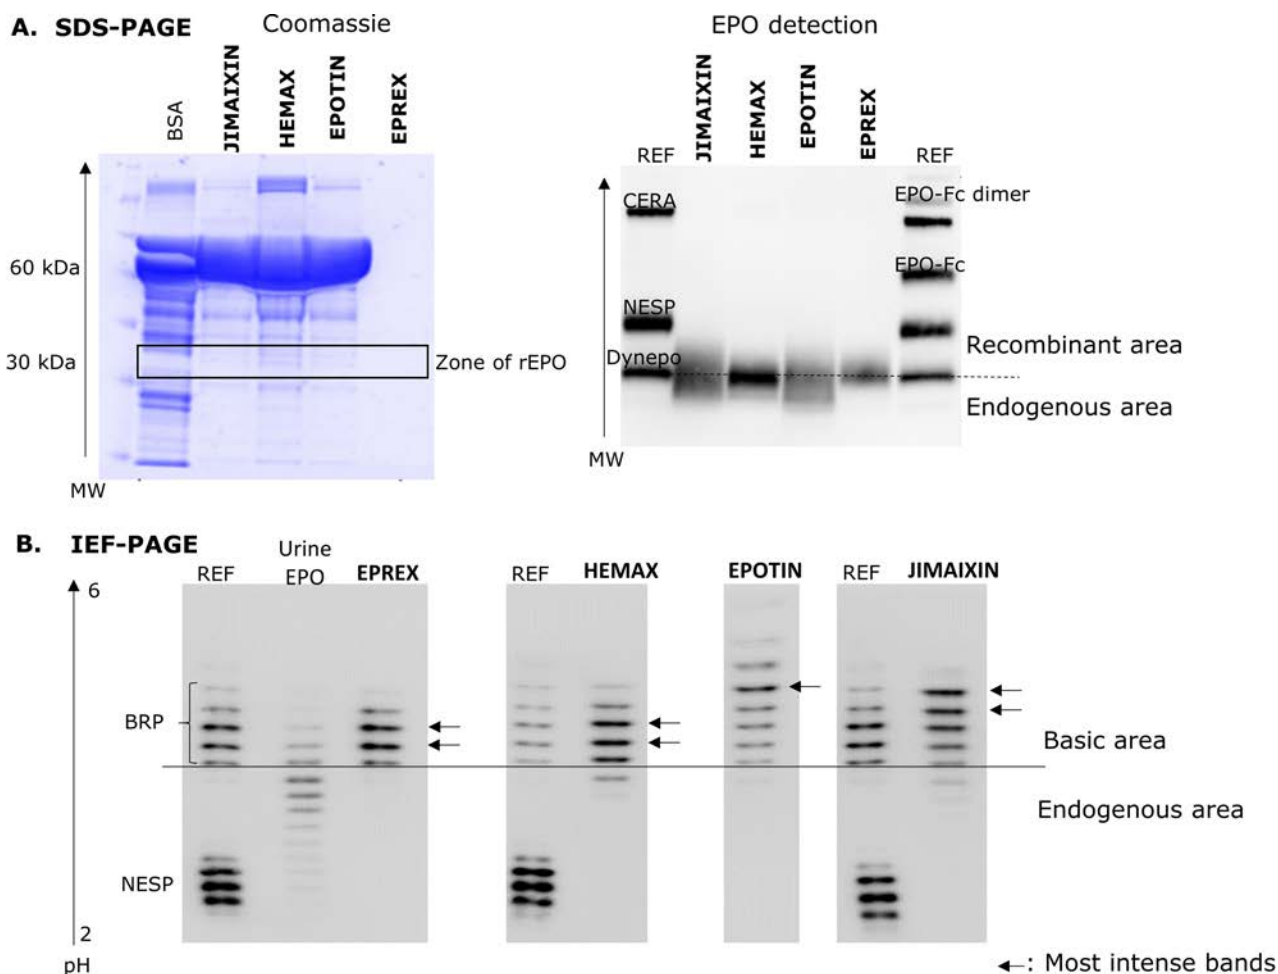 A. SDS-PAGE
Coomassie
EPO detection
BSA
JIMAIXIN
HEMAX
EPOTIN
EPREX
60 kDa
30 kDa
Zone of rEPO
MW
REF
JIMAIXIN
HEMAX
EPOTIN
EPREX
REF
CERA
NESP
Dynepo
EPO-Fc dimer
EPO-Fc
Recombinant area
Endogenous area
MW
B. IEF-PAGE
REF
Urine
EPO
EPREX
REF
HEMAX
EPOTIN
REF
JIMAIXIN
6
BRP
Basic area
Endogenous area
NESP
2
pH
: Most intense bands